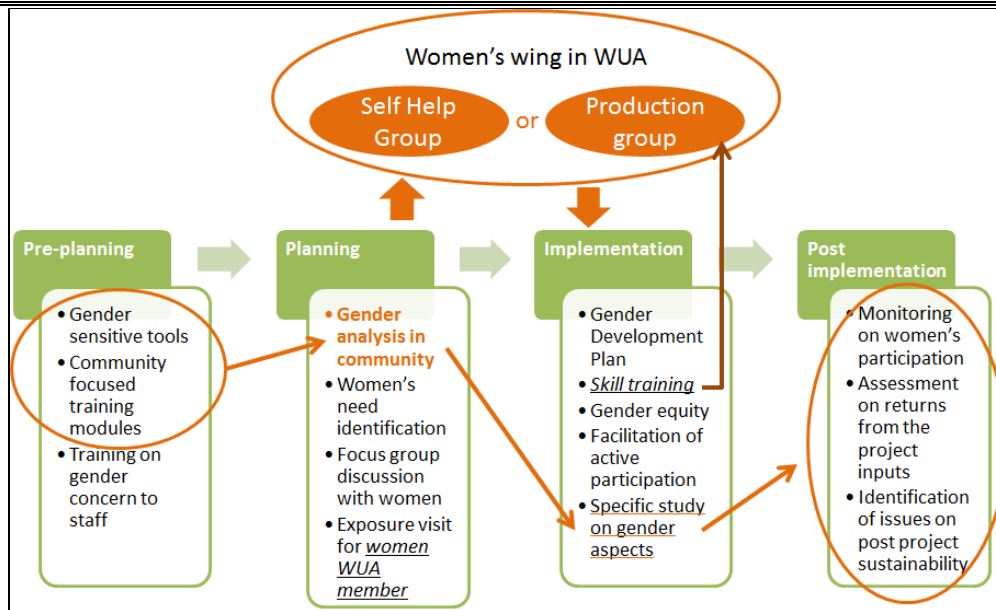 Women's wing in WUA
Self Help
Group
or
Production
group
Pre-planning
• Gender
sensitive tools
• Community
focused
training
modules
• Training on
gender
concern to
staff
Planning
• Gender
analysis in
community
• Women's
need
identification
• Focus group
discussion
with women
• Exposure visit
for women
WUA
member
Implementation
• Gender
Development
Plan
• Skill training
• Gender equity
• Facilitation of
active
participation
• Specific study
on gender
aspects
Post
implementation
• Monitoring
on women's
participation
• Assessment
on returns
from the
project
inputs
• Identification
of issues on
post project
sustainability